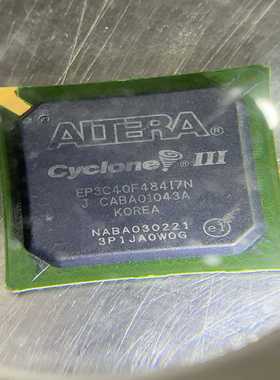 ALTERA®
Cyclone® III
EP3C40F484I7N
J CABA01043A
KOREA
NABA030221
3P1JA0W0G
e1